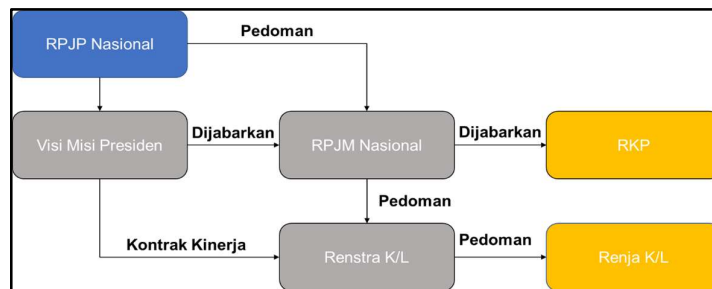 RPJP Nasional
Pedoman
Visi Misi Presiden
Dijabarkan
RPJM Nasional
Dijabarkan
RKP
Pedoman
Kontrak Kinerja
Renstra K/L
Pedoman
Renja K/L